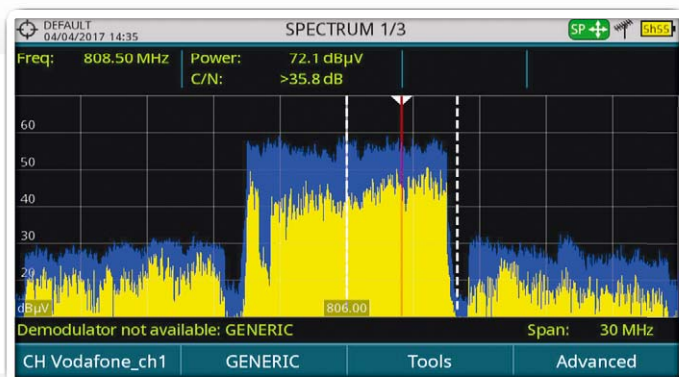 DEFAULT
04/04/2017 14:35
SPECTRUM 1/3
SP
5h55
Freq: 808.50 MHz
Power: 72.1 dBµV
C/N: >35.8 dB
60
50
40
30
20
dBµV
806.00
Demodulator not available: GENERIC
Span: 30 MHz
CH Vodafone_ch1
GENERIC
Tools
Advanced